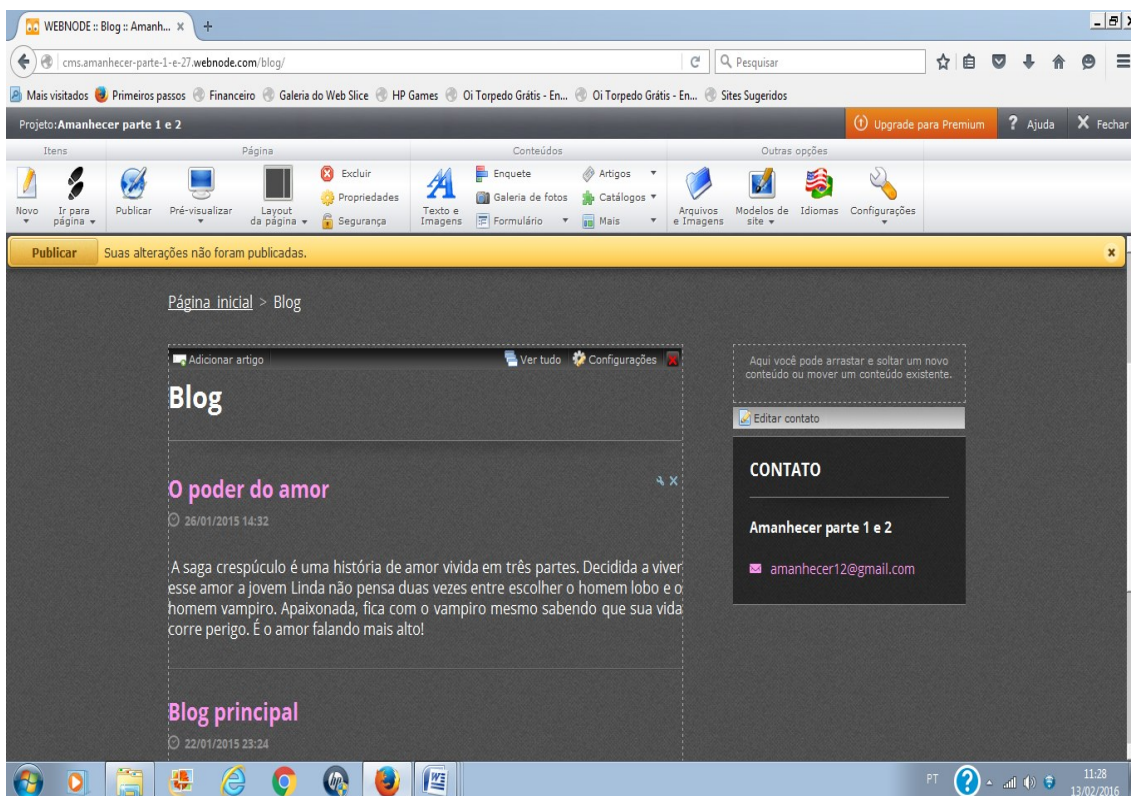 WEBNODE :: Blog :: Amanh...
cms.amanhecer-parte-1-e-27.webnode.com/blog/
Pesquisar
Mais visitados Primeiros passos Financeiro Galeria do Web Slice HP Games Oi Torpedo Grátis - En... Oi Torpedo Grátis - En... Sites Sugeridos
Projeto:Amanhecer parte 1 e 2 Upgrade para Premium ? Ajuda X Fechar
Itens Página Conteúdos Outras opções
Novo
Ir para página
Publicar
Pré-visualizar
Layout da página
Excluir
Propriedades
Segurança
Texto e Imagens
Enquete
Galeria de fotos
Formulário
Artigos
Catálogos
Mais
Arquivos e Imagens
Modelos de site
Idiomas
Configurações
Publicar Suas alterações não foram publicadas.
Página inicial > Blog
Adicionar artigo Ver tudo Configurações
Blog
O poder do amor
26/01/2015 14:32
A saga crespúculo é uma história de amor vivida em três partes. Decidida a viver
esse amor a jovem Linda não pensa duas vezes entre escolher o homem lobo e o
homem vampiro. Apaixonada, fica com o vampiro mesmo sabendo que sua vida
corre perigo. É o amor falando mais alto!
Blog principal
22/01/2015 23:24
Aqui você pode arrastar e soltar um novo
conteúdo ou mover um conteúdo existente.
Editar contato
CONTATO
Amanhecer parte 1 e 2
amanhecer12@gmail.com
PT
11:28
13/02/2016